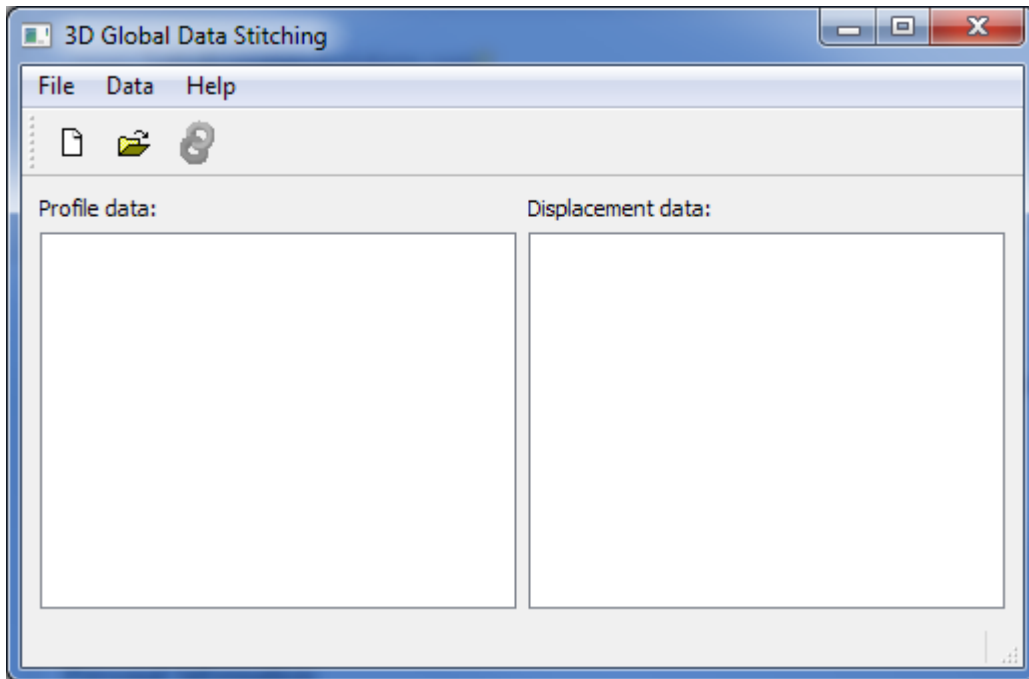 3D Global Data Stitching
File Data Help
Profile data: Displacement data: